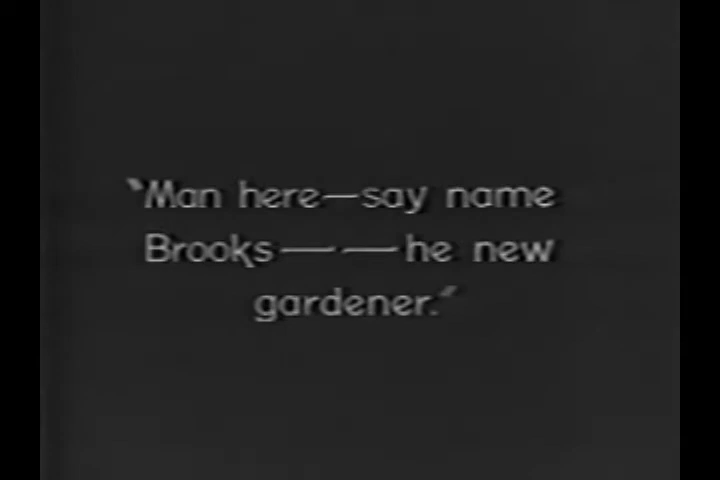 "Man here—say name
Brooks— —he new
gardener."